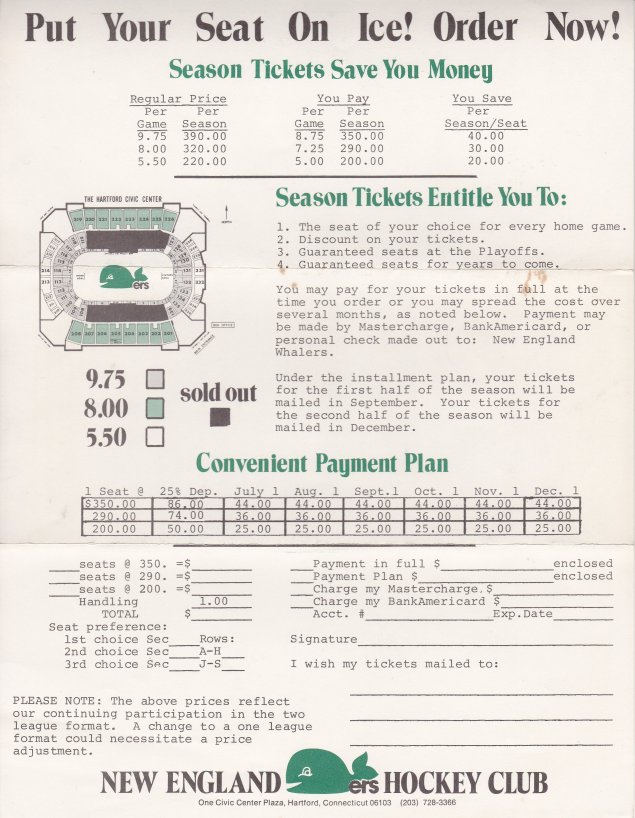 Put Your Seat On Ice! Order Now!
Season Tickets Save You Money
Regular Price You Pay You Save
Per Per Per Per Per
Game Season Game Season Season/Seat
9.75 390.00 8.75 350.00 40.00
8.00 320.00 7.25 290.00 30.00
5.50 220.00 5.00 200.00 20.00
THE HARTFORD CIVIC CENTER
ers
BOX OFFICE
9.75
8.00
5.50
sold out
Season Tickets Entitle You To:
1. The seat of your choice for every home game.
2. Discount on your tickets.
3. Guaranteed seats at the Playoffs.
4. Guaranteed seats for years to come.
You may pay for your tickets in full at the
time you order or you may spread the cost over
several months, as noted below. Payment may
be made by Mastercharge, BankAmericard, or
personal check made out to: New England
Whalers.
Under the installment plan, your tickets
for the first half of the season will be
mailed in September. Your tickets for
the second half of the season will be
mailed in December.
Convenient Payment Plan
1 Seat @ 25% Dep. July 1 Aug. 1 Sept.1 Oct. 1 Nov. 1 Dec. 1
$350.00 86.00 44.00 44.00 44.00 44.00 44.00 44.00
290.00 74.00 36.00 36.00 36.00 36.00 36.00 36.00
200.00 50.00 25.00 25.00 25.00 25.00 25.00 25.00
____seats @ 350. =$________
____seats @ 290. =$________
____seats @ 200. =$________
Handling 1.00
TOTAL $________
Seat preference:
1st choice Sec____Rows:
2nd choice Sec____A-H____
3rd choice Sec____J-S____
___Payment in full $______________enclosed
___Payment Plan $______________enclosed
___Charge my Mastercharge $______________
___Charge my BankAmericard $______________
Acct. #______________Exp.Date________
Signature______________
I wish my tickets mailed to:
PLEASE NOTE: The above prices reflect
our continuing participation in the two
league format. A change to a one league
format could necessitate a price
adjustment.
NEW ENGLAND ers HOCKEY CLUB
One Civic Center Plaza, Hartford, Connecticut 06103 (203) 728-3366